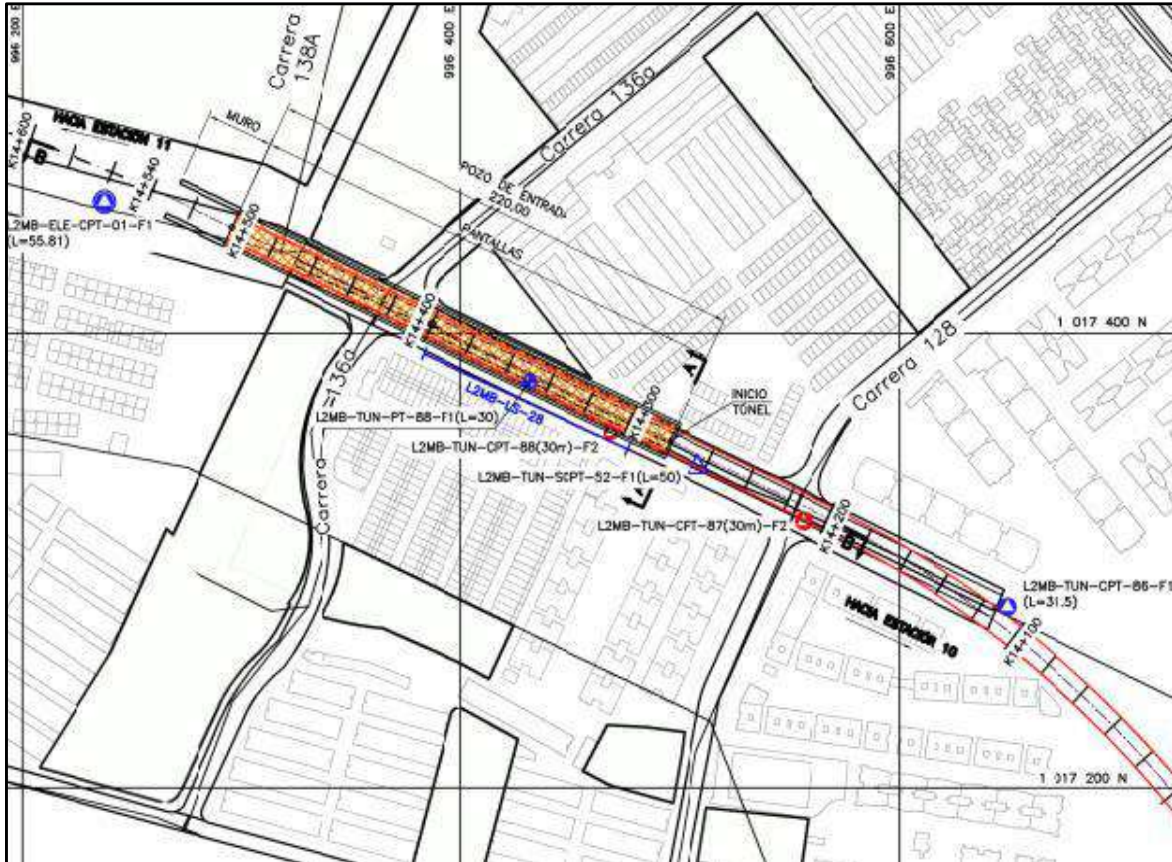 996 200 E
996 400 E
996 600 E
Carrera
138A
Carrera 136a
HACIA ESTACION 11
MURO
K14+600
B
K14+540
POZO DE ENTRADA
220.00
L2MB-ELE-CPT-01-F1
(L=55.81)
K14+500
PANTALLAS
1 017 400 N
K14+400
Carrera 128
A
INICIO
TÚNEL
L2MB-LS-28
K14+300
L2MB-TUN-PT-88-F1(L=30)
L2MB-TUN-CPT-88(30m)-F2
L2MB-TUN-SCPT-52-F1(L=50)
A
Carrera 136a
L2MB-TUN-CPT-87(30m)-F2
K14+200
B
L2MB-TUN-CPT-86-F1
(L=31.5)
HACIA ESTACION 10
K14+100
1 017 200 N